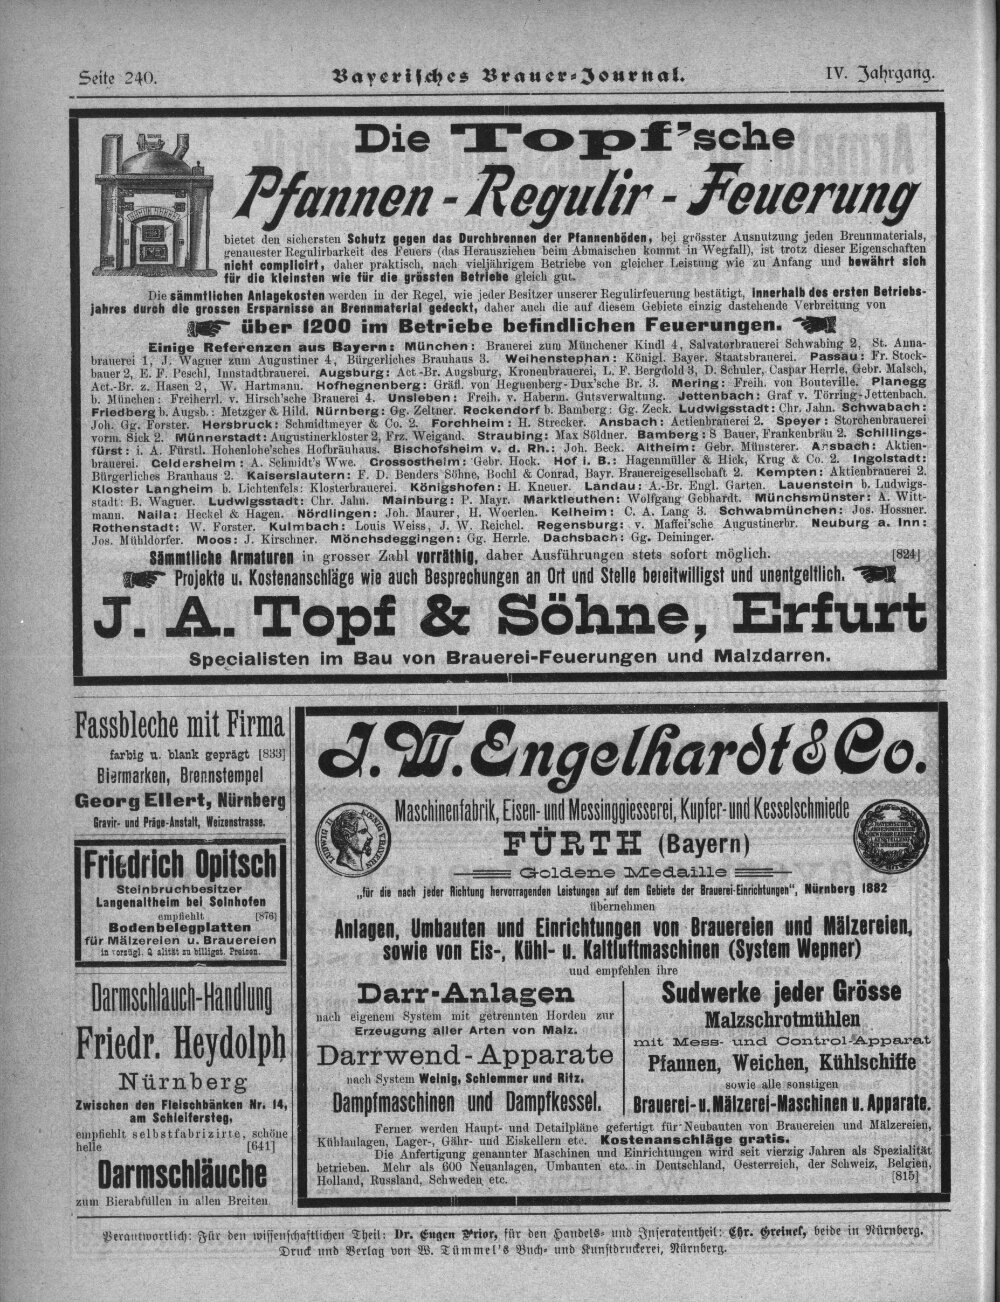 Seite 240.
Bayerisches Brauer-Journal.
IV. Jahrgang.
Die Topf'sche
Pfannen-Regulir-Feuerung
bietet den sichersten Schutz gegen das Durchbrennen der Pfannenböden, bei grösster Ausnutzung jeden Brennmaterials,
genauester Regulirbarkeit des Feuers (das Herausziehen beim Abmaischen kommt in Wegfall), ist trotz dieser Eigenschaften
nicht complicirt, daher praktisch, nach vieljährigem Betriebe von gleicher Leistung wie zu Anfang und bewährt sich
für die kleinsten wie für die grössten Betriebe gleich gut.
Die sämmtlichen Anlagekosten werden in der Regel, wie jeder Besitzer unserer Regulirfeuerung bestätigt, innerhalb des ersten Betriebs-
jahres durch die grossen Ersparnisse an Brennmaterial gedeckt, daher auch die auf diesem Gebiete einzig dastehende Verbreitung von
über 1200 im Betriebe befindlichen Feuerungen.
Einige Referenzen aus Bayern: München: Brauerei zum Münchener Kindl 4, Salvatorbrauerei Schwabing 2, St. Anna-
brauerei 1, J. Wagner zum Augustiner 4, Bürgerliches Brauhaus 3. Weihenstephan: Königl. Bayer. Staatsbrauerei. Passau: Fr. Stock-
bauer 2, E. F. Peschl, Innstadtbrauerei. Augsburg: Act-Br. Augsburg, Kronenbrauerei, L. F. Bergdold 3, D. Schuler, Caspar Herrle, Gebr. Malsch,
Act.-Br. z. Hasen 2, W. Hartmann. Hofhegnenberg: Gräfl. von Heguenberg-Dux'sche Br. 3. Mering: Freih. von Bouteville. Planegg
b. München: Freiherrl. v. Hirsch'sche Brauerei 4. Unsleben: Freih. v. Haberm. Gutsverwaltung. Jettenbach: Graf v. Törring-Jettenbach.
Friedberg b. Augsb.: Metzger & Hild. Nürnberg: Gg. Zeltner. Reckendorf b. Bamberg: Gg. Zeck. Ludwigsstadt: Chr. Jahn. Schwabach:
Joh. Gg. Forster. Hersbruck: Schmidtmeyer & Co. 2. Forchheim: H. Strecker. Ansbach: Actienbrauerei 2. Speyer: Storchenbrauerei
vorm. Sick 2. Münnerstadt: Augustinerkloster 2, Frz. Weigand. Straubing: Max Söldner. Bamberg: S Bauer, Frankenbräu 2. Schillings-
fürst: i. A. Fürstl. Hohenlohe'sches Hofbräuhaus. Bischofsheim v. d. Rh.: Joh. Beck. Altheim: Gebr. Münsterer. Ansbach: Aktien-
brauerei. Geldersheim: A. Schmidt's Wwe. Grossostheim: Gebr. Hock. Hof i. B.: Hagenmüller & Hick, Krug & Co. 2. Ingolstadt:
Bürgerliches Brauhaus 2. Kaiserslautern: F. D. Benders Söhne, Bochl & Conrad, Bayr. Brauereigesellschaft 2. Kempten: Aktienbrauerei 2.
Kloster Langheim b. Lichtenfels: Klosterbrauerei. Königshofen: H. Kneuer. Landau: A.-Br. Engl. Garten. Lauenstein b. Ludwigs-
stadt: B. Wagner. Ludwigsstadt: Chr. Jahn. Mainburg: P. Mayr. Marktleuthen: Wolfgang Gebhardt. Münchsmünster: A. Witt-
mann. Naila: Heckel & Hagen. Nördlingen: Joh. Maurer, H. Woerlen. Kelheim: C. A. Lang 3. Schwabmünchen: Jos. Hossner.
Rothenstadt: W. Forster. Kulmbach: Louis Weiss, J. W. Reichel. Regensburg: v. Maffei'sche Augustinerbr. Neuburg a. Inn:
Jos. Mühldorfer. Moos: J. Kirschner. Mönchsdeggingen: Gg. Herrle. Dachsbach: Gg. Deininger.
Sämmtliche Armaturen in grosser Zahl vorräthig, daher Ausführungen stets sofort möglich. [824]
Projekte u. Kostenanschläge wie auch Besprechungen an Ort und Stelle bereitwilligst und unentgeltlich.
J. A. Topf & Söhne, Erfurt
Specialisten im Bau von Brauerei-Feuerungen und Malzdarren.
Fassbleche mit Firma
farbig u. blank geprägt [833]
Biermarken, Brennstempel
Georg Ellert, Nürnberg
Gravir- und Präge-Anstalt, Weizenstrasse.
Friedrich Opitsch
Steinbruchbesitzer
Langenaltheim bei Solnhofen
empfiehlt [876]
Bodenbelegplatten
für Mälzereien u. Brauereien
in vorzügl. Qualität zu billigst. Preisen.
Darmschlauch-Handlung
Friedr. Heydolph
Nürnberg
Zwischen den Fleischbänken Nr. 14,
am Schleifersteg,
empfiehlt selbstfabrizirte, schöne
helle [641]
Darmschläuche
zum Bierabfüllen in allen Breiten.
J. W. Engelhardt & Co.
Maschinenfabrik, Eisen- und Messinggiesserei, Kupfer- und Kesselschmiede
FÜRTH (Bayern)
Goldene Medaille
„für die nach jeder Richtung hervorragenden Leistungen auf dem Gebiete der Brauerei-Einrichtungen“, Nürnberg 1882
übernehmen
Anlagen, Umbauten und Einrichtungen von Brauereien und Mälzereien,
sowie von Eis-, Kühl- u. Kaltluftmaschinen (System Wepner)
und empfehlen ihre
Darr-Anlagen
nach eigenem System mit getrennten Horden zur
Erzeugung aller Arten von Malz.
Darrwend-Apparate
nach System Weinig, Schlemmer und Ritz.
Dampfmaschinen und Dampfkessel.
Sudwerke jeder Grösse
Malzschrotmühlen
mit Mess- und Control-Apparat
Pfannen, Weichen, Kühlschiffe
sowie alle sonstigen
Brauerei- u. Mälzerei-Maschinen u. Apparate.
Ferner werden Haupt- und Detailpläne gefertigt für Neubauten von Brauereien und Mälzereien,
Kühlanlagen, Lager-, Gähr- und Eiskellern etc. Kostenanschläge gratis.
Die Anfertigung genannter Maschinen und Einrichtungen wird seit vierzig Jahren als Spezialität
betrieben. Mehr als 600 Neuanlagen, Umbauten etc. in Deutschland, Oesterreich, der Schweiz, Belgien,
Holland, Russland, Schweden etc. [815]
Verantwortlich: Für den wissenschaftlichen Theil: Dr. Eugen Prior, für den Handels- und Inseratentheil: Chr. Greinel, beide in Nürnberg.
Druck und Verlag von W. Tümmel's Buch- und Kunstdruckerei, Nürnberg.